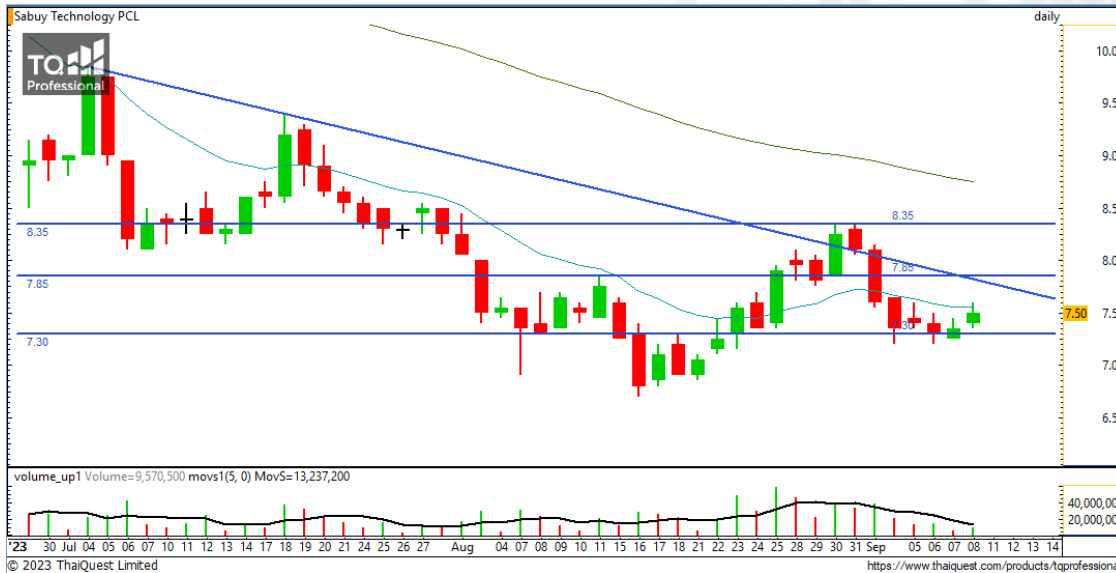 Sabuy Technology PCL daily
TQ
Professional
10.0
9.5
9.0
8.5
8.35
8.35
8.0
7.85
7.85
7.50
7.5
7.30
7.30
7.0
6.5
volume_up1 Volume=9,570,500 movs1(5, 0) MovS=13,237,200
40,000,00
20,000,00
'23 30 Jul 04 05 06 07 10 11 12 13 14 17 18 19 20 21 24 25 26 27 Aug 04 07 08 09 10 11 15 16 17 18 21 22 23 24 25 28 29 30 31 Sep 05 06 07 08 11 12 13 14
© 2023 ThaiQuest Limited https://www.thaiquest.com/products/tqprofessiona